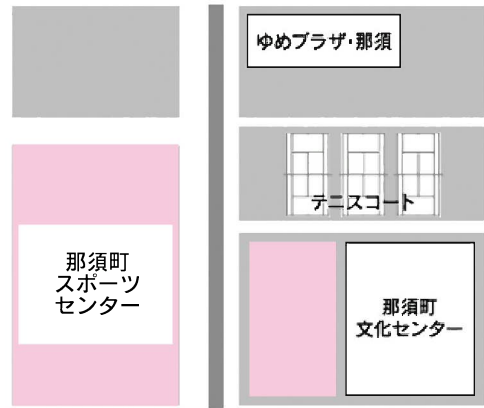 ゆめプラザ・那須
テニスコート
那須町
スポーツ
センター
那須町
文化センター